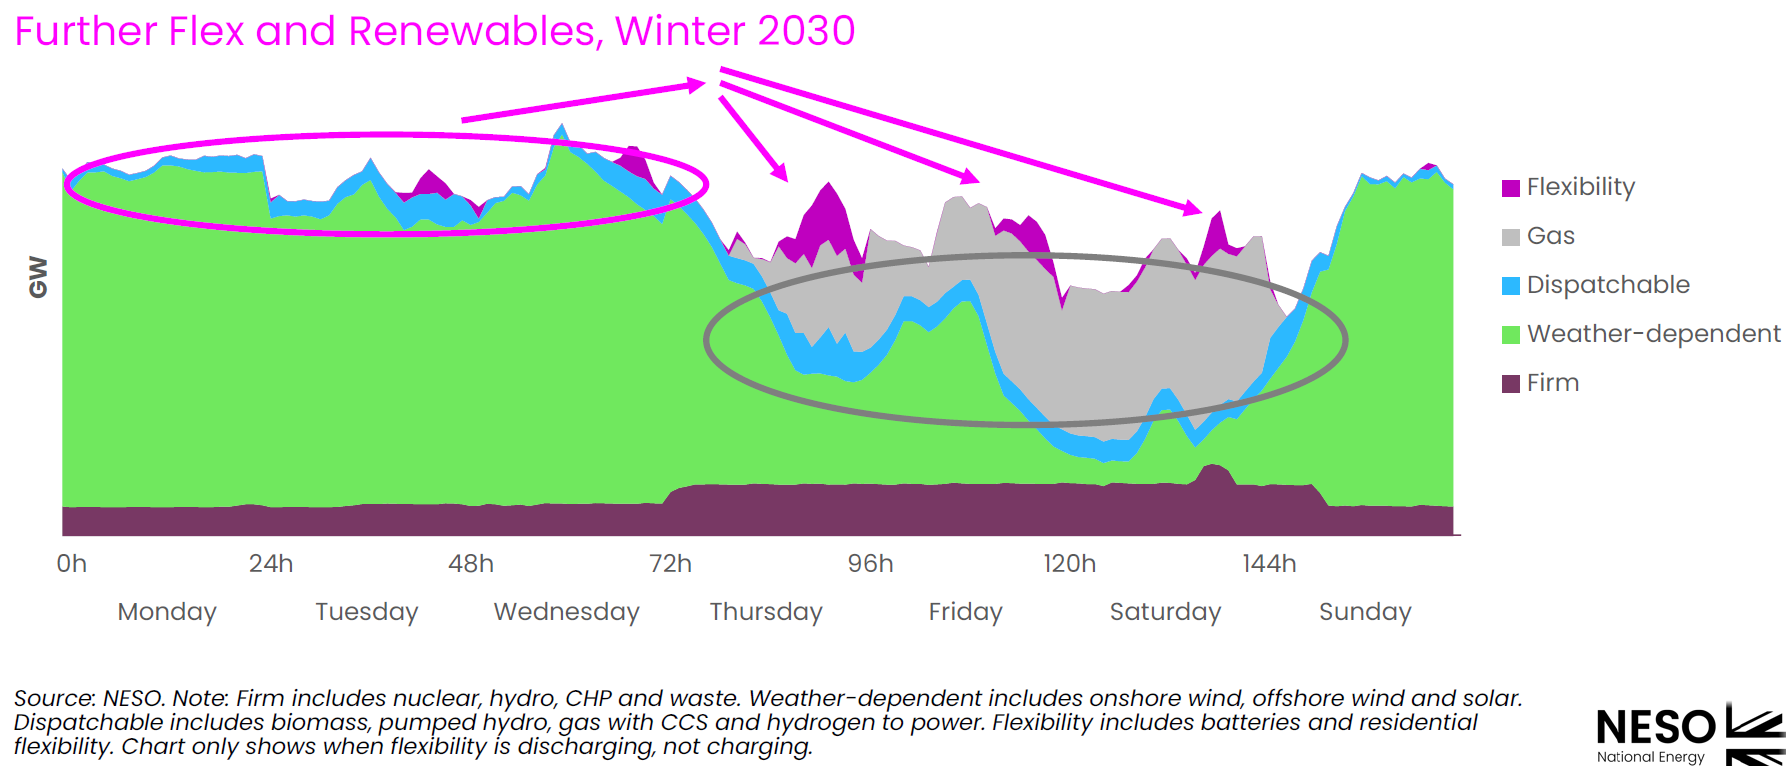 Further Flex and Renewables, Winter 2030
GW
Flexibility
Gas
Dispatchable
Weather-dependent
Firm
0h 24h 48h 72h 96h 120h 144h
Monday Tuesday Wednesday Thursday Friday Saturday Sunday
Source: NESO. Note: Firm includes nuclear, hydro, CHP and waste. Weather-dependent includes onshore wind, offshore wind and solar.
Dispatchable includes biomass, pumped hydro, gas with CCS and hydrogen to power. Flexibility includes batteries and residential
flexibility. Chart only shows when flexibility is discharging, not charging.
NESO
National Energy